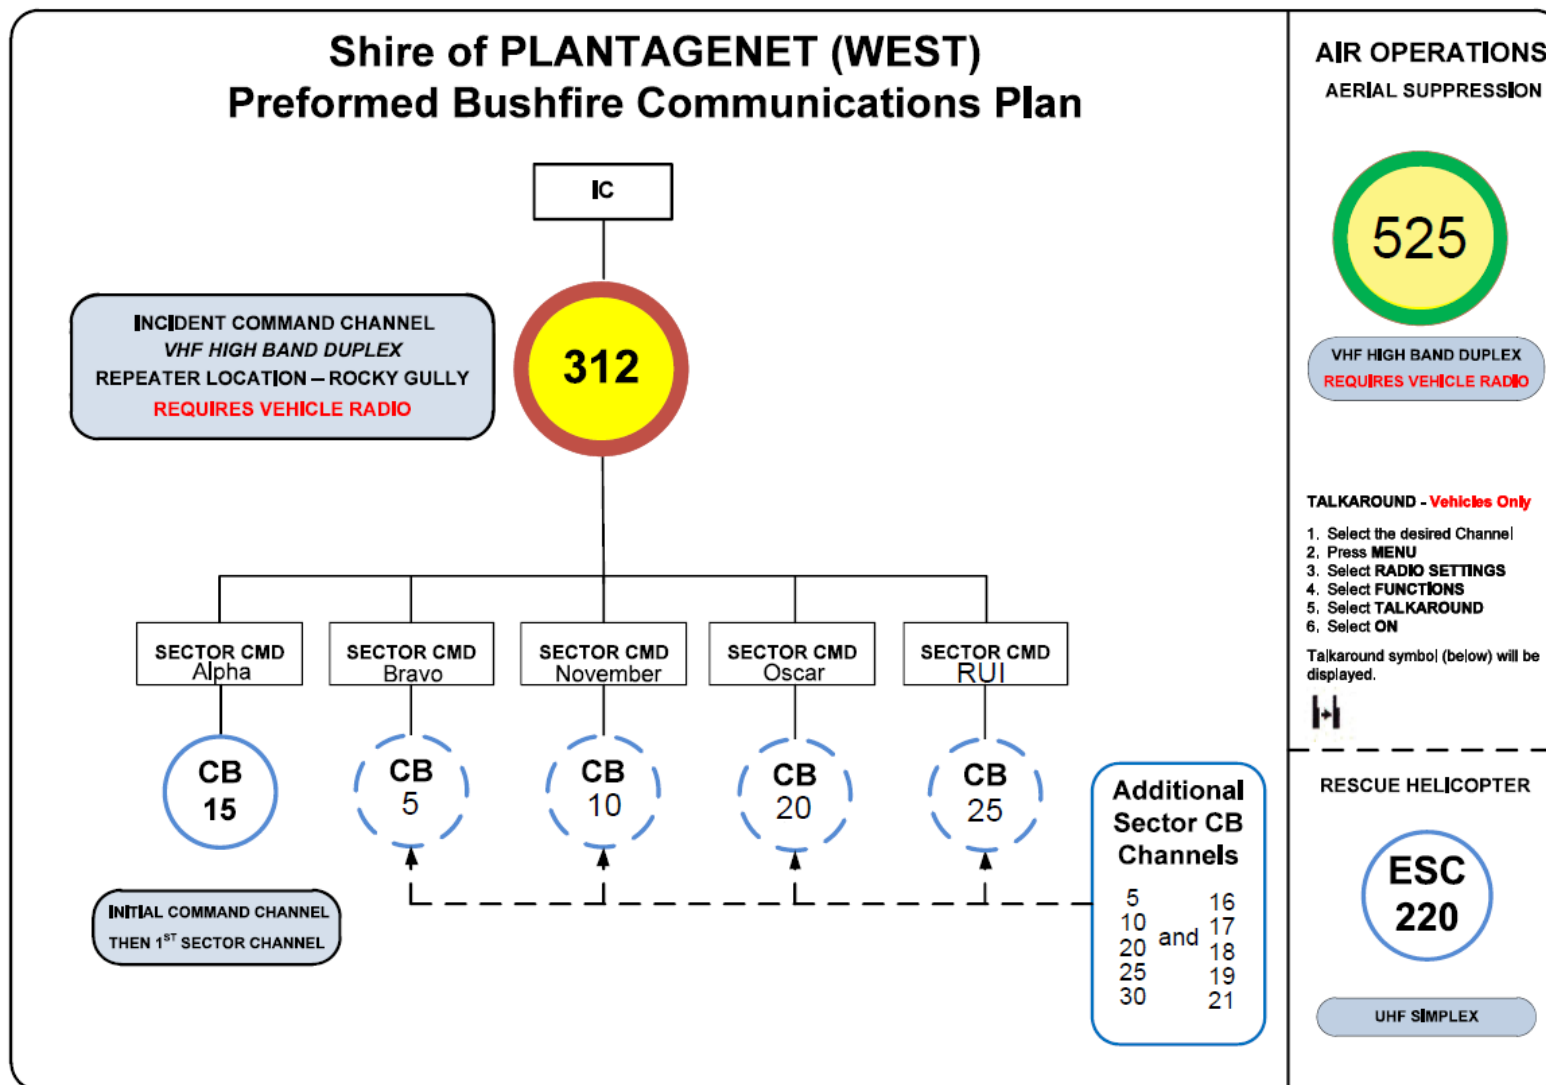 Shire of PLANTAGENET (WEST)
Preformed Bushfire Communications Plan
IC
INCIDENT COMMAND CHANNEL
VHF HIGH BAND DUPLEX
REPEATER LOCATION – ROCKY GULLY
REQUIRES VEHICLE RADIO
312
SECTOR CMD
Alpha
SECTOR CMD
Bravo
SECTOR CMD
November
SECTOR CMD
Oscar
SECTOR CMD
RUI
CB
15
CB
5
CB
10
CB
20
CB
25
INITIAL COMMAND CHANNEL
THEN 1ST SECTOR CHANNEL
Additional
Sector CB
Channels
5
10
20
25
30
and
16
17
18
19
21
AIR OPERATIONS
AERIAL SUPPRESSION
525
VHF HIGH BAND DUPLEX
REQUIRES VEHICLE RADIO
TALKAROUND - Vehicles Only
1. Select the desired Channel
2. Press MENU
3. Select RADIO SETTINGS
4. Select FUNCTIONS
5. Select TALKAROUND
6. Select ON
Talkaround symbol (below) will be
displayed.
RESCUE HELICOPTER
ESC
220
UHF SIMPLEX